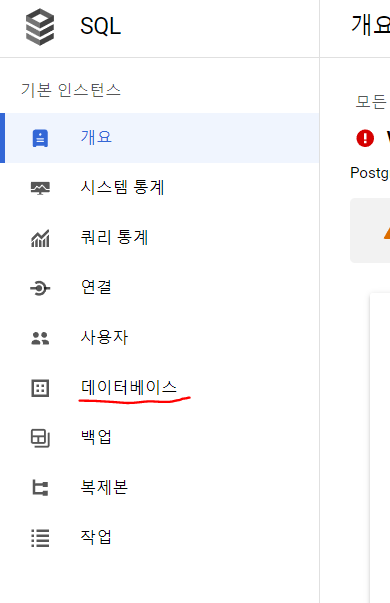 SQL
개요
기본 인스턴스
모든
개요
Postg
시스템 통계
쿼리 통계
연결
사용자
데이터베이스
백업
복제본
작업